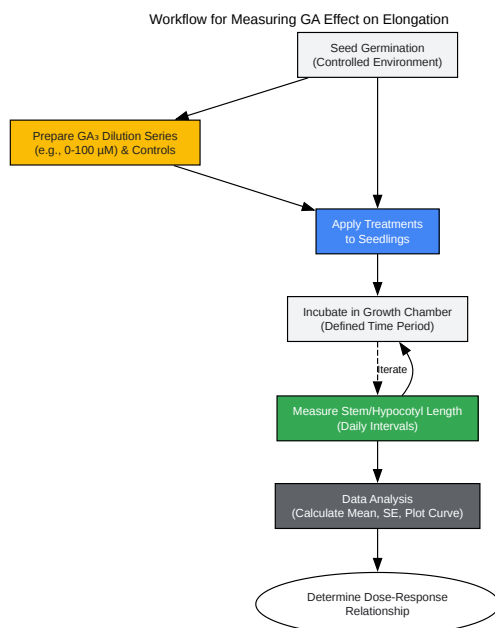 Workflow for Measuring GA Effect on Elongation
Seed Germination
(Controlled Environment)
Prepare GA₃ Dilution Series
(e.g., 0-100 µM) & Controls
Apply Treatments
to Seedlings
Incubate in Growth Chamber
(Defined Time Period)
Iterate
Measure Stem/Hypocotyl Length
(Daily Intervals)
Data Analysis
(Calculate Mean, SE, Plot Curve)
Determine Dose-Response
Relationship